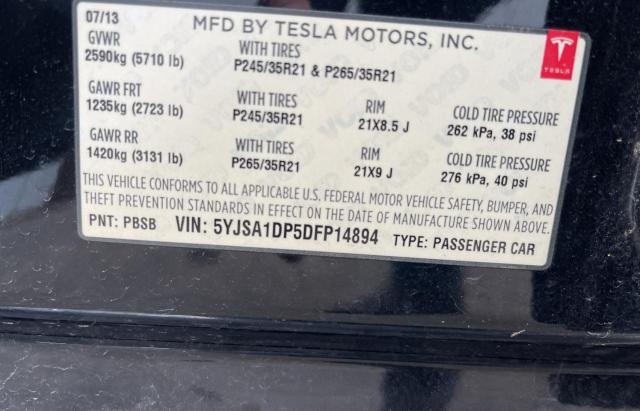 07/13 MFD BY TESLA MOTORS, INC.
GVWR WITH TIRES
2590kg (5710 lb) P245/35R21 & P265/35R21
TESLA
GAWR FRT WITH TIRES RIM COLD TIRE PRESSURE
1235kg (2723 lb) P245/35R21 21X8.5 J 262 kPa, 38 psi
GAWR RR WITH TIRES RIM COLD TIRE PRESSURE
1420kg (3131 lb) P265/35R21 21X9 J 276 kPa, 40 psi
THIS VEHICLE CONFORMS TO ALL APPLICABLE U.S. FEDERAL MOTOR VEHICLE SAFETY, BUMPER, AND
THEFT PREVENTION STANDARDS IN EFFECT ON THE DATE OF MANUFACTURE SHOWN ABOVE.
PNT: PBSB VIN: 5YJSA1DP5DFP14894 TYPE: PASSENGER CAR